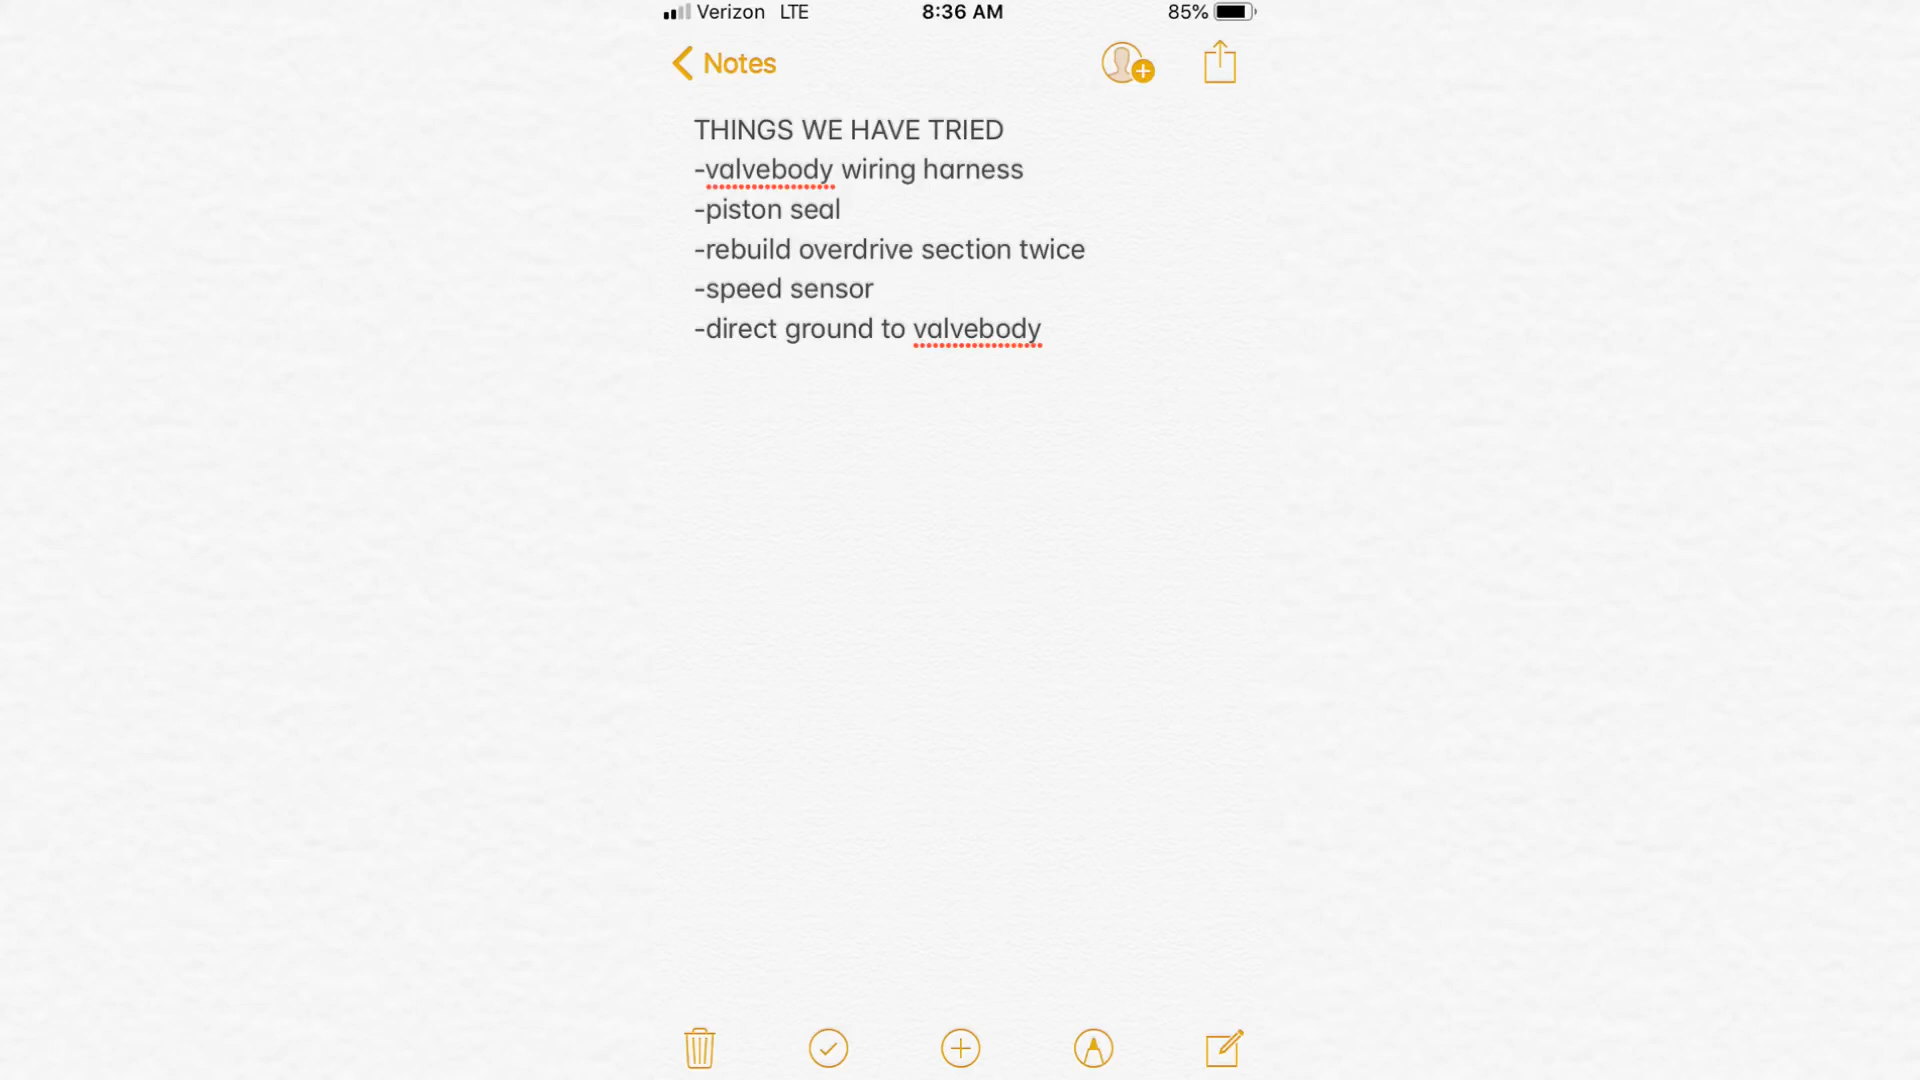 Verizon LTE 8:36 AM 85%
Notes
THINGS WE HAVE TRIED
-valvebody wiring harness
-piston seal
-rebuild overdrive section twice
-speed sensor
-direct ground to valvebody